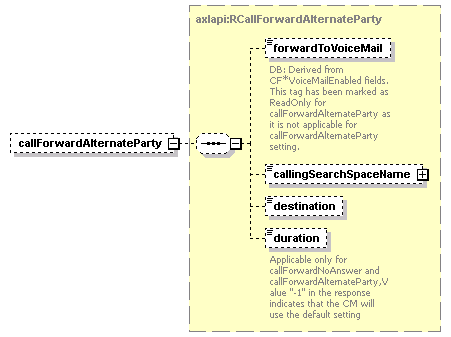 axlapi:RCallForwardAlternateParty
forwardToVoiceMail
DB: Derived from
CF*VoiceMailEnabled fields.
This tag has been marked as
ReadOnly for
callForwardAlternateParty as
it is not applicable for
callForwardAlternateParty
setting.
callForwardAlternateParty
callingSearchSpaceName
destination
duration
Applicable only for
callForwardNoAnswer and
callForwardAlternateParty,V
alue "-1" in the response
indicates that the CM will
use the default setting